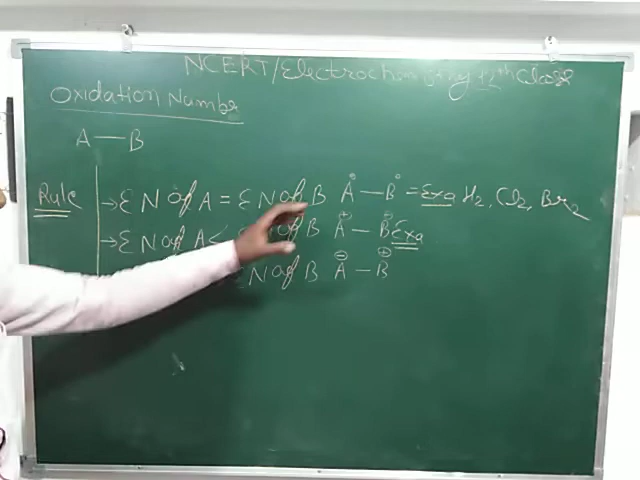 NCERT/Electrochemistry 12th Class
Oxidation Number
A — B
Rule → E N of A = E N of B A° — B° = Exa H2, Cl2, Br2
→ E N of A < E N of B A⊕ — B⊖ Exa
E N of B A⊖ — B⊕